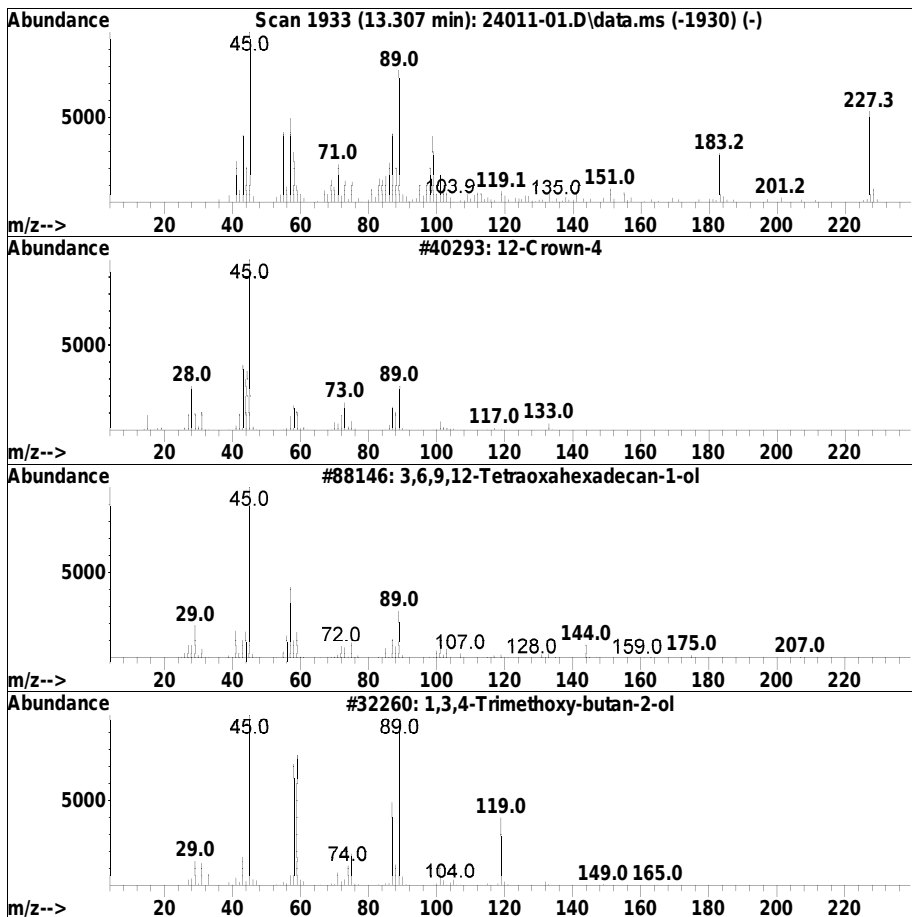 Abundance Scan 1933 (13.307 min): 24011-01.D\data.ms (-1930) (-)
45.0
89.0
227.3
5000
183.2
71.0
103.9 119.1 135.0 151.0 201.2
m/z--> 20 40 60 80 100 120 140 160 180 200 220
Abundance #40293: 12-Crown-4
45.0
5000
28.0 73.0 89.0
117.0 133.0
m/z--> 20 40 60 80 100 120 140 160 180 200 220
Abundance #88146: 3,6,9,12-Tetraoxahexadecan-1-ol
45.0
5000
29.0 89.0
72.0 107.0 128.0 144.0 159.0 175.0 207.0
m/z--> 20 40 60 80 100 120 140 160 180 200 220
Abundance #32260: 1,3,4-Trimethoxy-butan-2-ol
45.0 89.0
5000 119.0
29.0 74.0
104.0 149.0 165.0
m/z--> 20 40 60 80 100 120 140 160 180 200 220